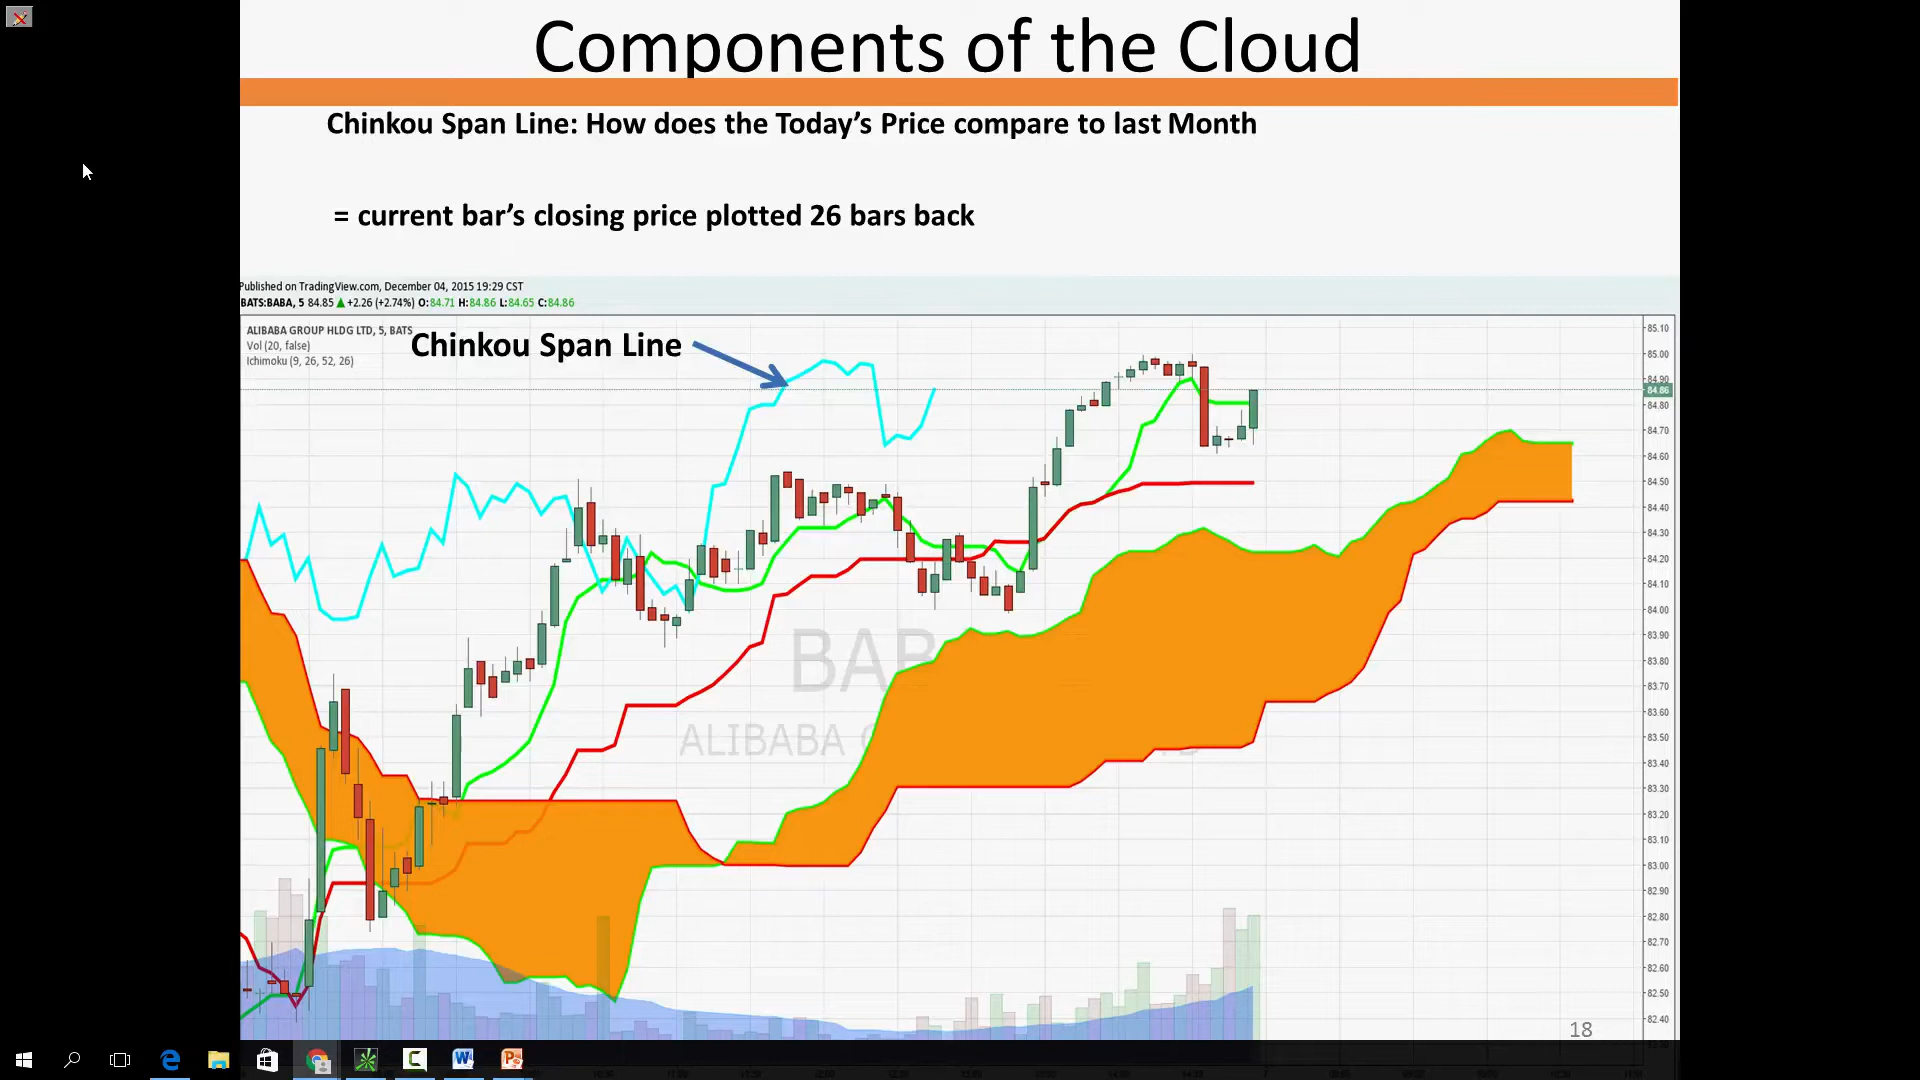 Components of the Cloud
Chinkou Span Line: How does the Today's Price compare to last Month
= current bar's closing price plotted 26 bars back
Published on TradingView.com, December 04, 2015 19:29 CST
BATS:BABA, 5 84.85 ▲ +2.26 (+2.74%) O:84.71 H:84.86 L:84.65 C:84.86
ALIBABA GROUP HLDG LTD, 5, BATS
Vol (20, false)
Ichimoku (9, 26, 52, 26)
Chinkou Span Line
85.10
85.00
84.90
84.86
84.80
84.70
84.60
84.50
84.40
84.30
84.20
84.10
84.00
83.90
83.80
83.70
83.60
83.50
83.40
83.30
83.20
83.10
83.00
82.90
82.80
82.70
82.60
82.50
82.40
BAB
ALIBABA
18